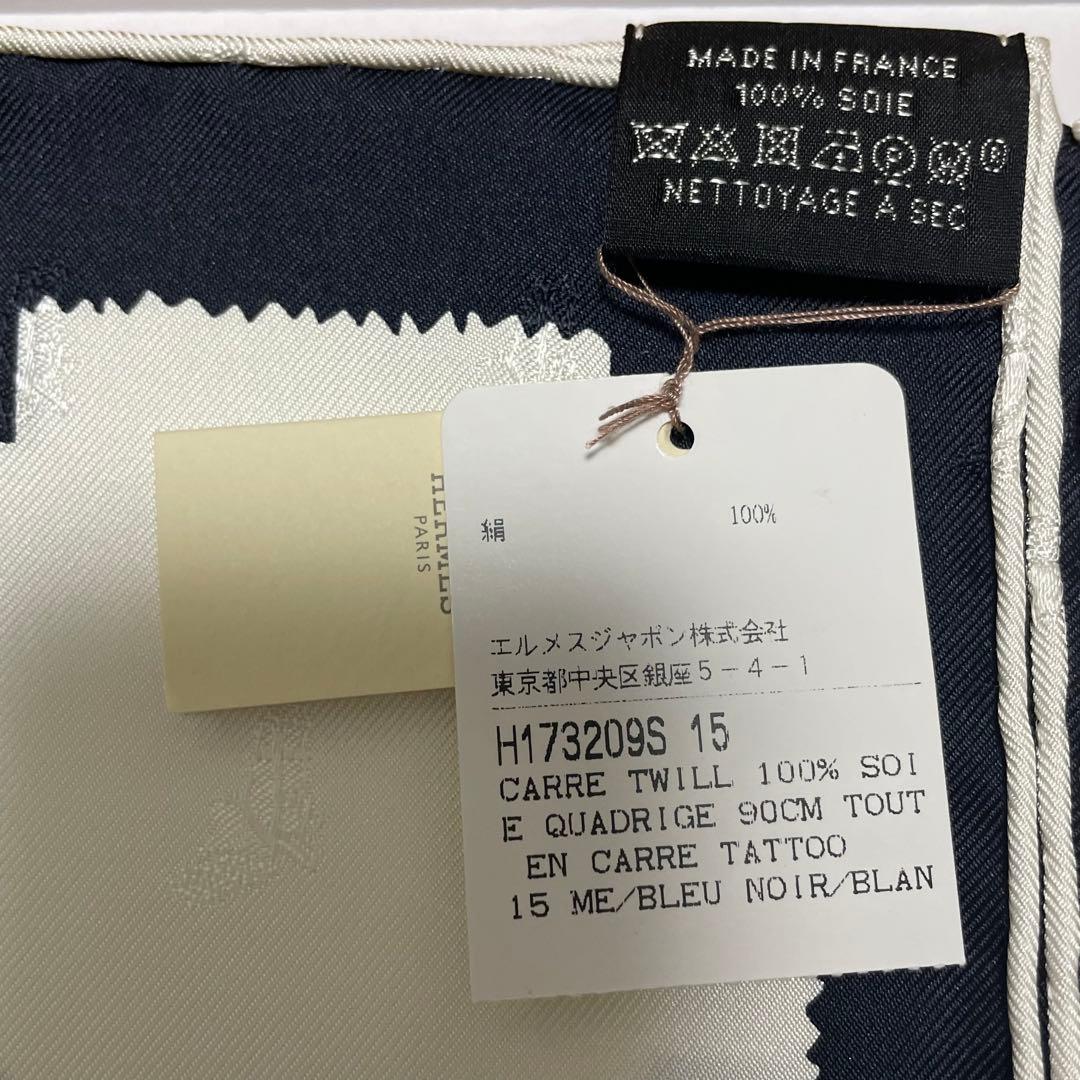 MADE IN FRANCE
100% SOIE
NETTOYAGE A SEC
HERMES
PARIS
絹 100%
エルメスジャポン株式会社
東京都中央区銀座5-4-1
H173209S 15
CARRE TWILL 100% SOI
E QUADRIGE 90CM TOUT
EN CARRE TATTOO
15 ME/BLEU NOIR/BLAN